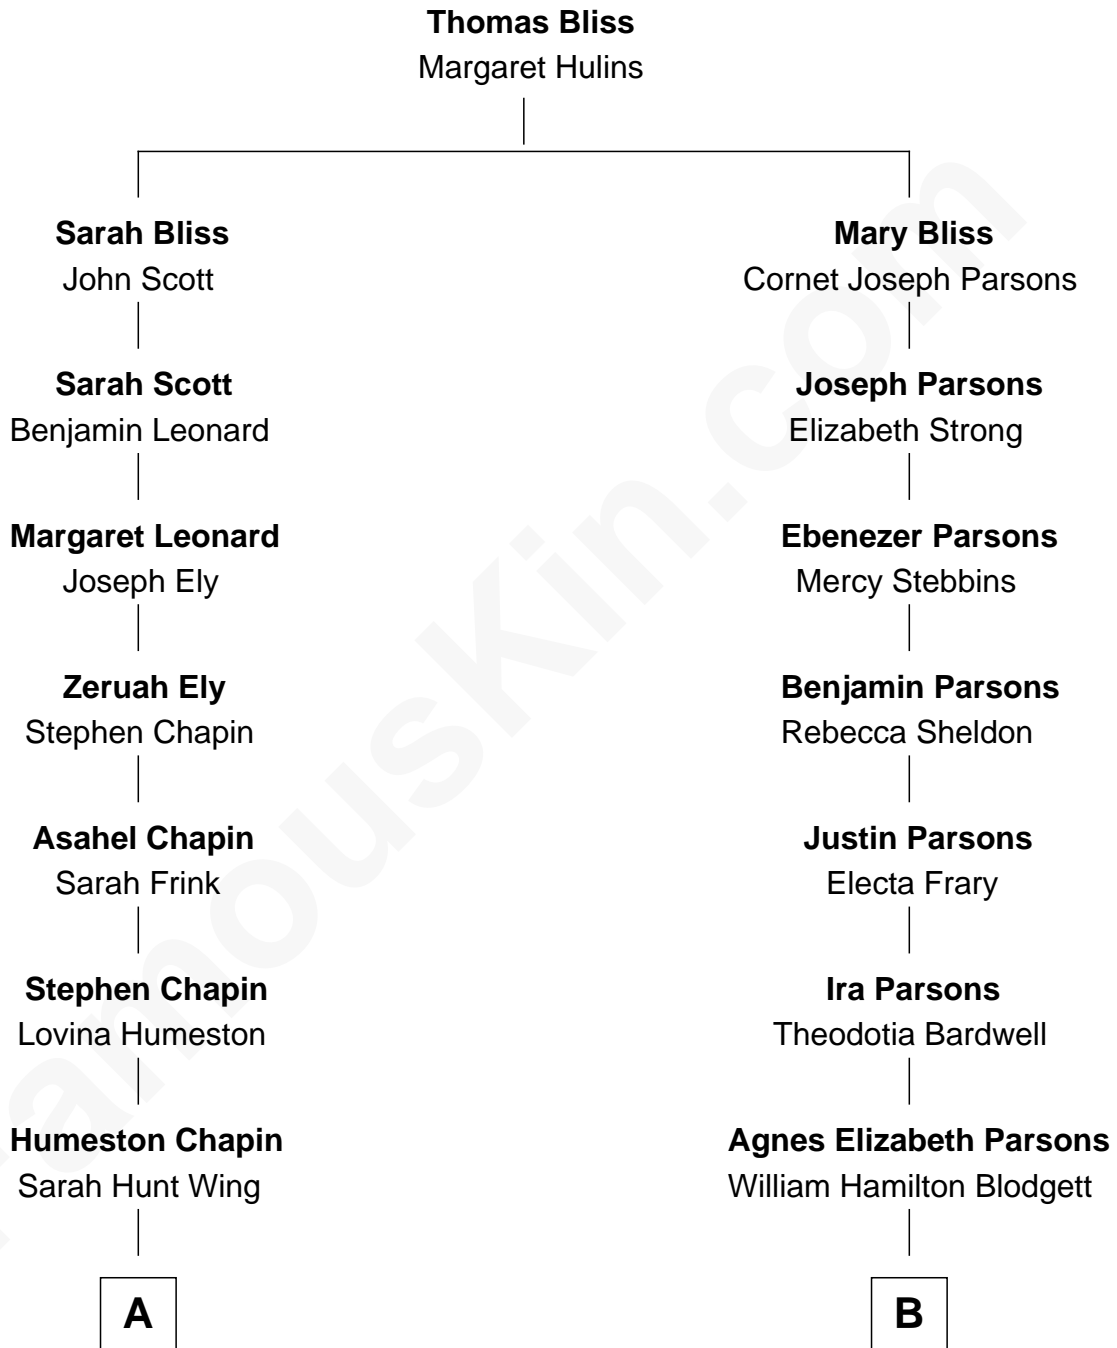 Thomas Bliss
Margaret Hulins
Sarah Bliss
John Scott
Mary Bliss
Cornet Joseph Parsons
Sarah Scott
Benjamin Leonard
Joseph Parsons
Elizabeth Strong
Margaret Leonard
Joseph Ely
Ebenezer Parsons
Mercy Stebbins
Zeruah Ely
Stephen Chapin
Benjamin Parsons
Rebecca Sheldon
Asahel Chapin
Sarah Frink
Justin Parsons
Electa Frary
Stephen Chapin
Lovina Humeston
Ira Parsons
Theodotia Bardwell
Humeston Chapin
Sarah Hunt Wing
Agnes Elizabeth Parsons
William Hamilton Blodgett
A
B
FamousKin.com